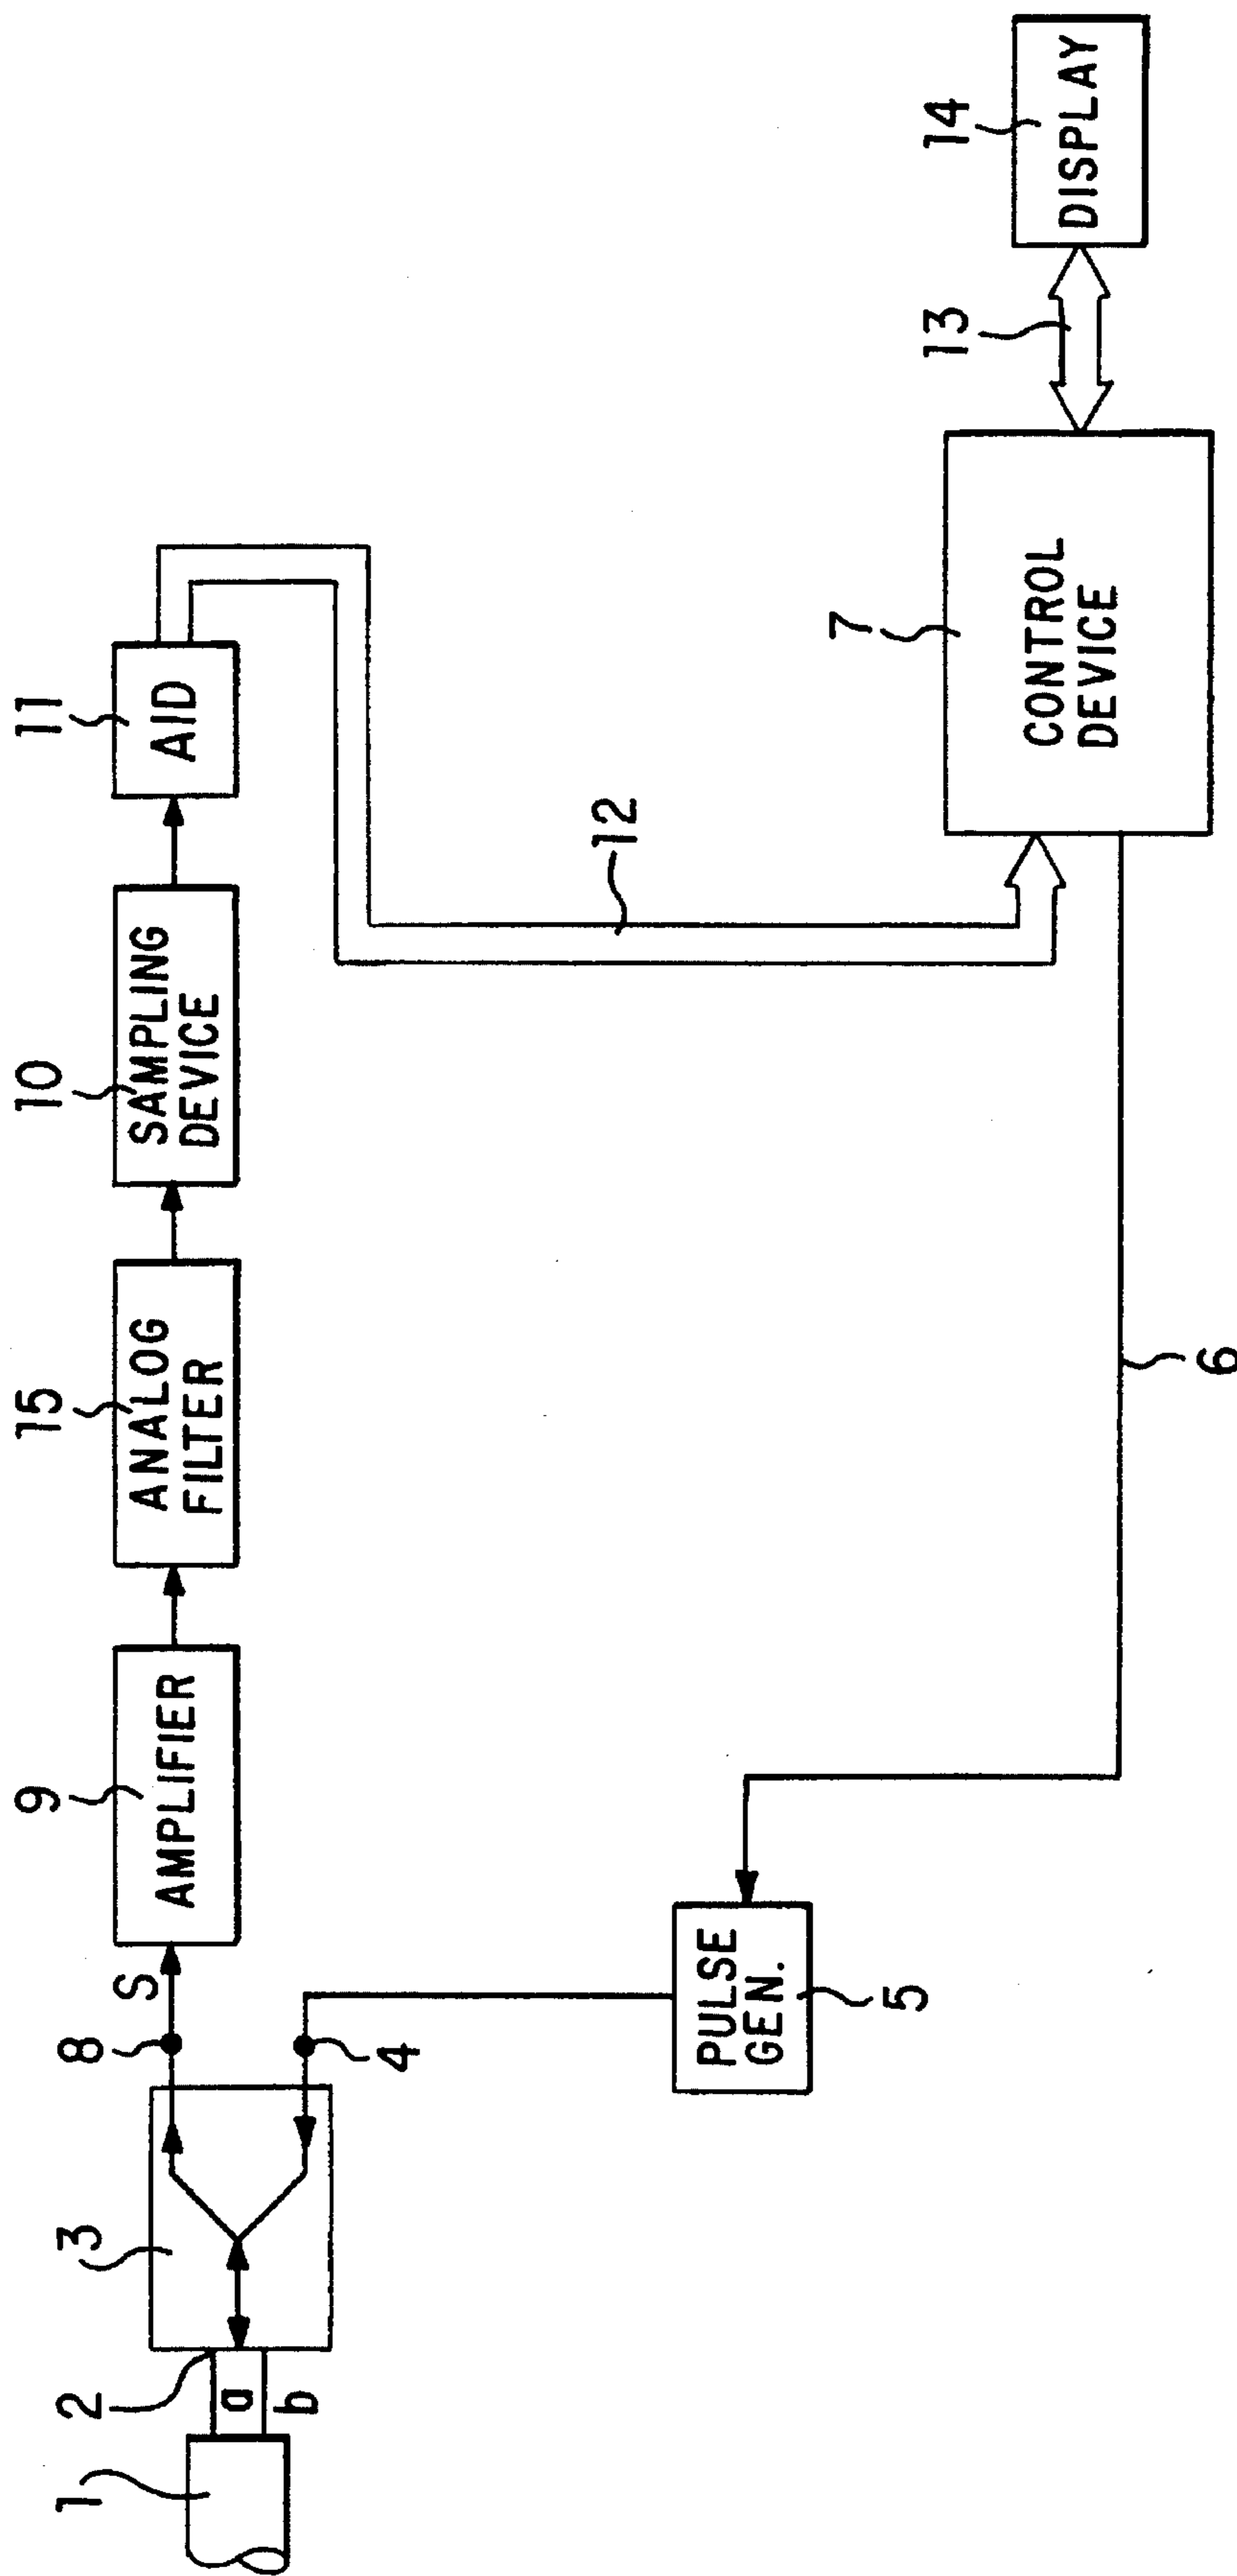 1
2
a
b
3
8
S
4
9
AMPLIFIER
15
ANALOG
FILTER
10
SAMPLING
DEVICE
11
AID
12
PULSE
GEN.
5
6
7
CONTROL
DEVICE
13
14
DISPLAY